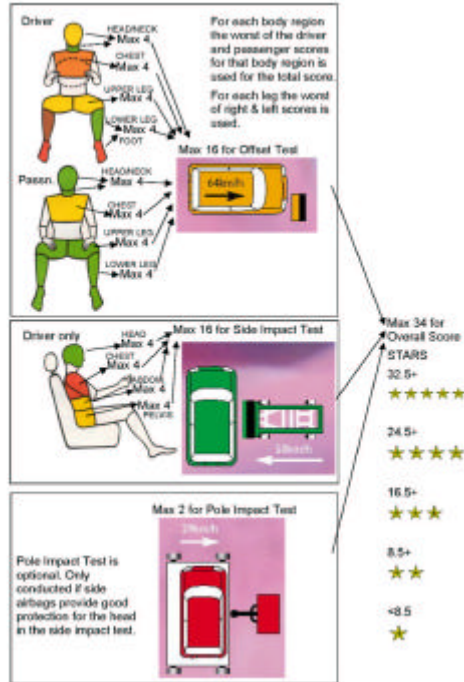 Driver
HEAD/NECK
Max 4
CHEST
Max 4
UPPER LEG
Max 4
LOWER LEG
Max 4
FOOT
For each body region
the worst of the driver
and passenger scores
for that body region is
used for the total score.
For each leg the worst
of right & left scores is
used.
Max 16 for Offset Test
64km/h
Passn.
HEAD/NECK
Max 4
CHEST
Max 4
UPPER LEG
Max 4
LOWER LEG
Max 4
Driver only
HEAD
Max 4
CHEST
Max 4
Max 4
Max 4
PELVIS
Max 16 for Side Impact Test
Max 2 for Pole Impact Test
29km/h
Pole Impact Test is
optional. Only
conducted if side
airbags provide good
protection for the head
in the side impact test.
Max 34 for
Overall Score
STARS
32.5+
24.5+
16.5+
8.5+
<8.5